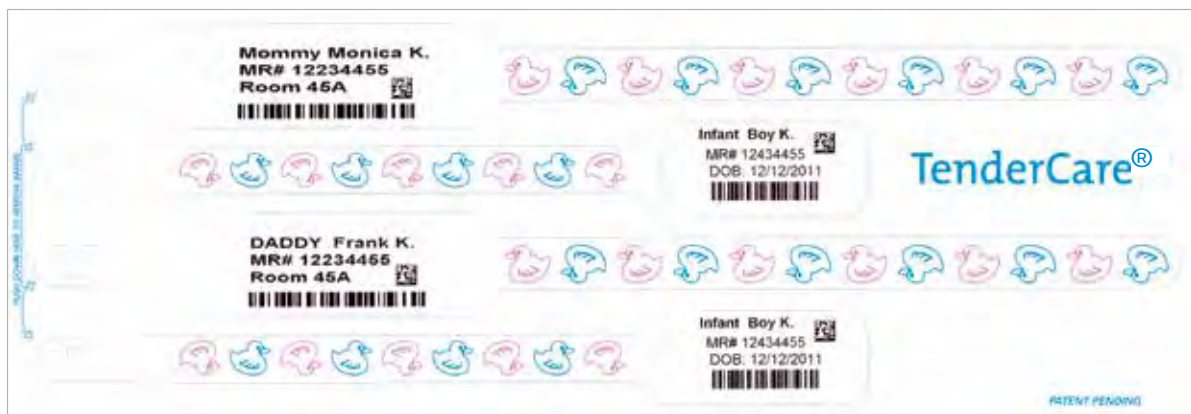 Mommy Monica K.
MR# 12234455
Room 45A
Infant Boy K.
MR# 12434455
DOB: 12/12/2011
TenderCare®
DADDY Frank K.
MR# 12234455
Room 45A
Infant Boy K.
MR# 12434455
DOB: 12/12/2011
PATENT PENDING